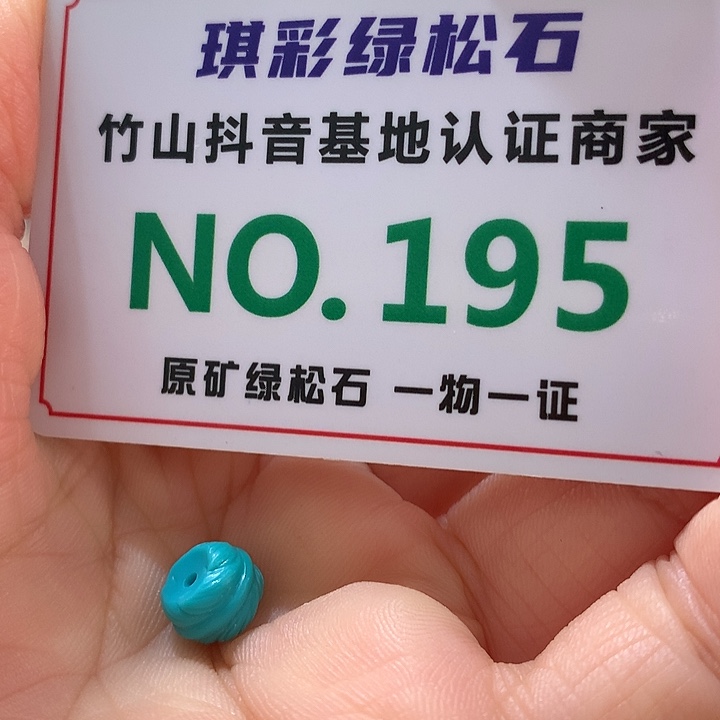 琪彩绿松石
竹山抖音基地认证商家
NO.195
原矿绿松石 一物一证